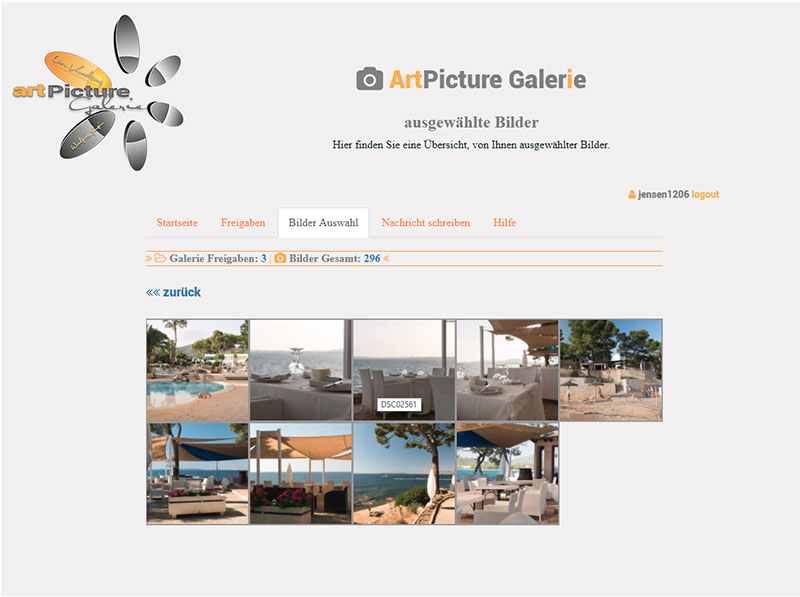 artPicture
Galerie
ArtPicture Galerie
ausgewählte Bilder
Hier finden Sie eine Übersicht, von Ihnen ausgewählter Bilder.
jensen1206 logout
Startseite Freigaben Bilder Auswahl Nachricht schreiben Hilfe
» Galerie Freigaben: 3 | Bilder Gesamt: 296 «
«« zurück
DSC02561